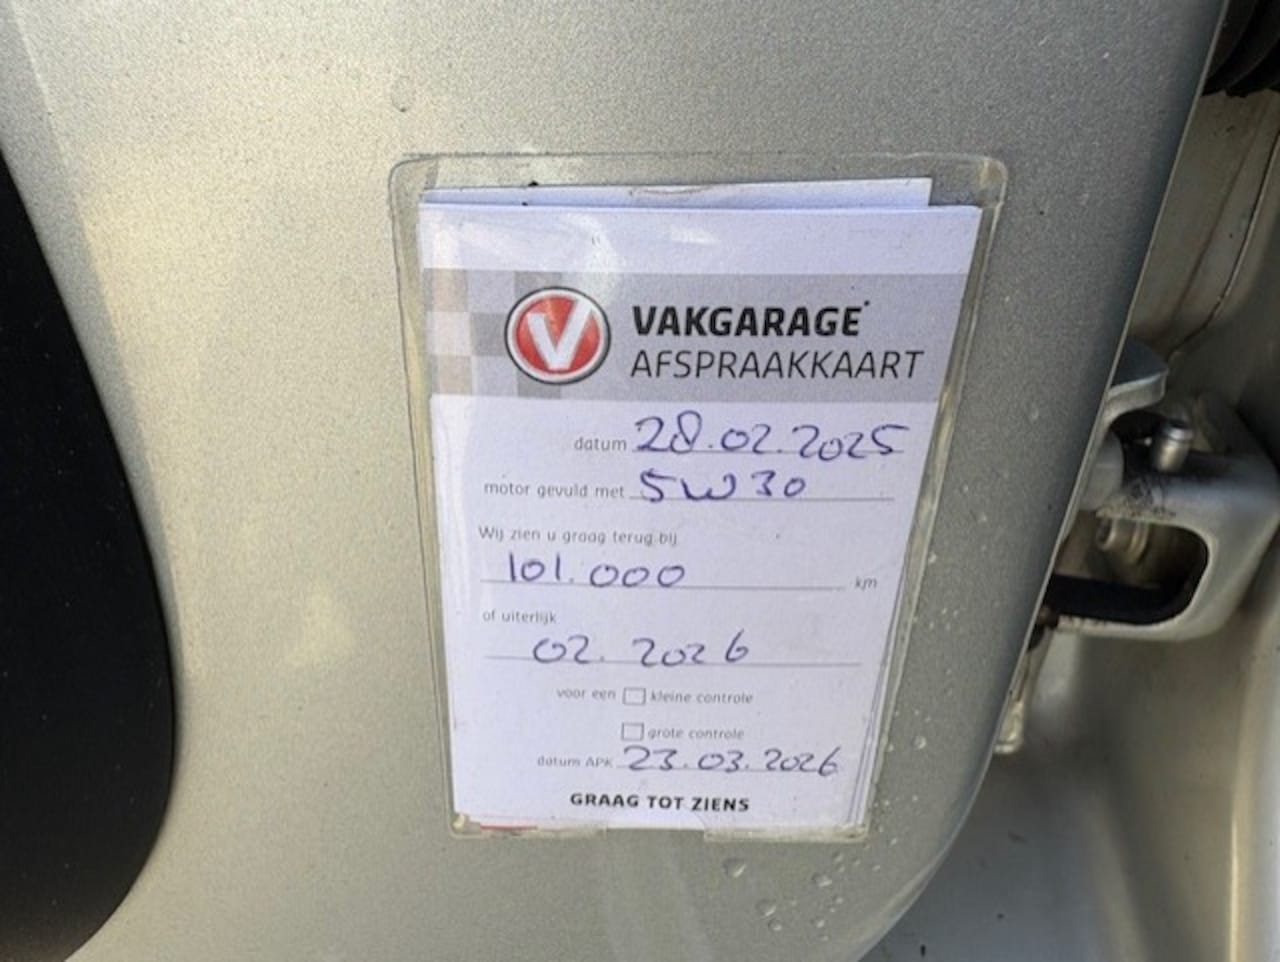 V VAKGARAGE
AFSPRAAKKAART
datum 28.02.2025
motor gevuld met 5W30
Wij zien u graag terug bij
101.000 km
of uiterlijk
02. 2026
voor een kleine controle
grote controle
datum APK 23.03.2026
GRAAG TOT ZIENS